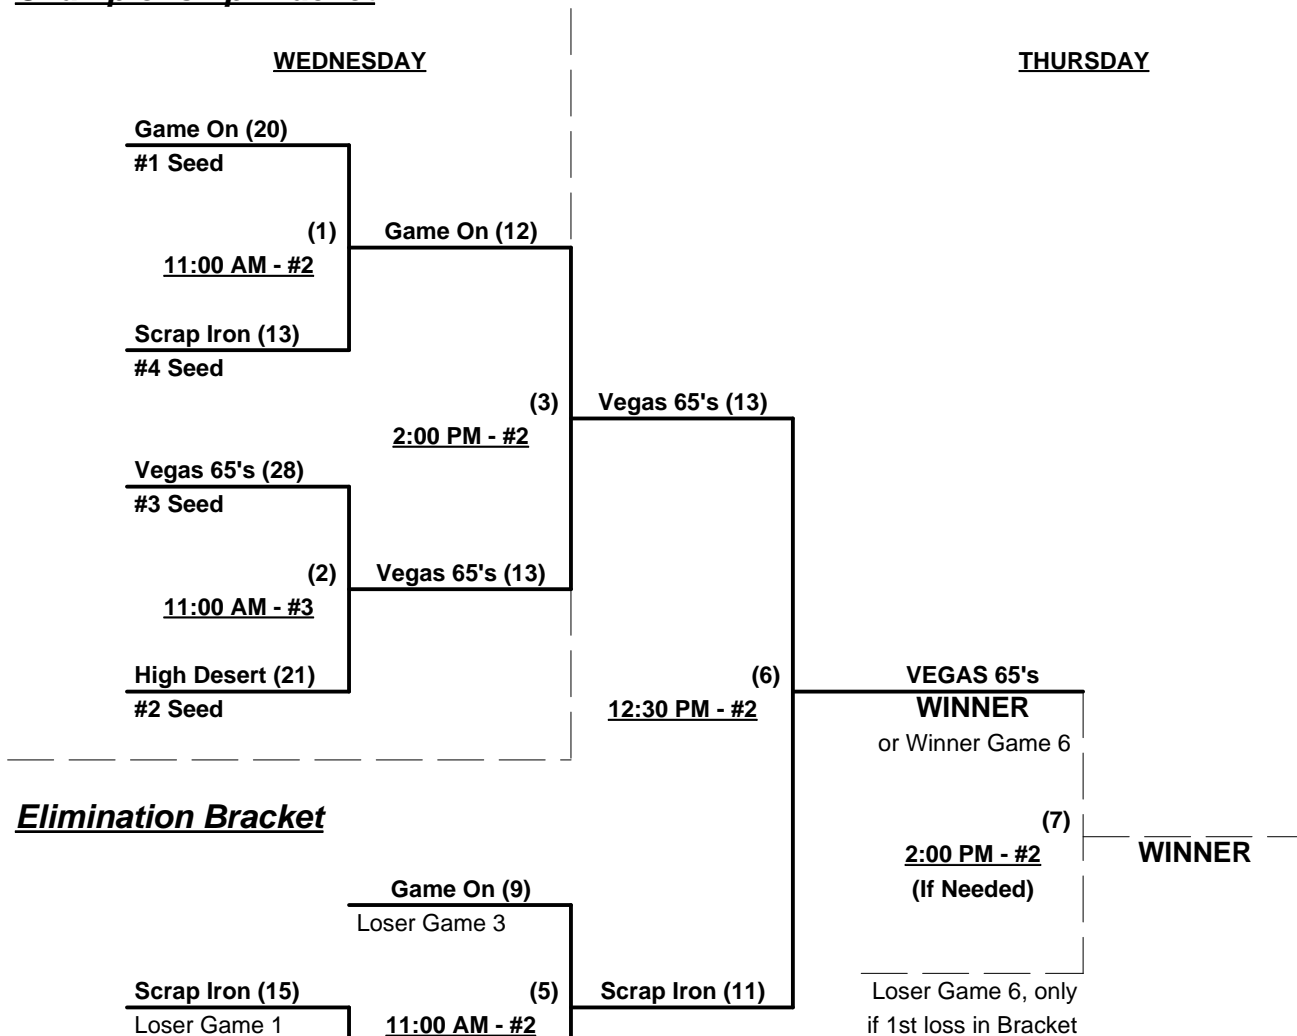 WEDNESDAY
THURSDAY
Game On (20)
#1 Seed
(1)
Game On (12)
11:00 AM - #2
Scrap Iron (13)
#4 Seed
(3)
Vegas 65's (13)
2:00 PM - #2
Vegas 65's (28)
#3 Seed
(2)
Vegas 65's (13)
11:00 AM - #3
High Desert (21)
#2 Seed
(6)
12:30 PM - #2
VEGAS 65's
WINNER
or Winner Game 6
Elimination Bracket
(7)
2:00 PM - #2
(If Needed)
WINNER
Game On (9)
Loser Game 3
Scrap Iron (15)
Loser Game 1
(5)
11:00 AM - #2
Scrap Iron (11)
Loser Game 6, only
if 1st loss in Bracket